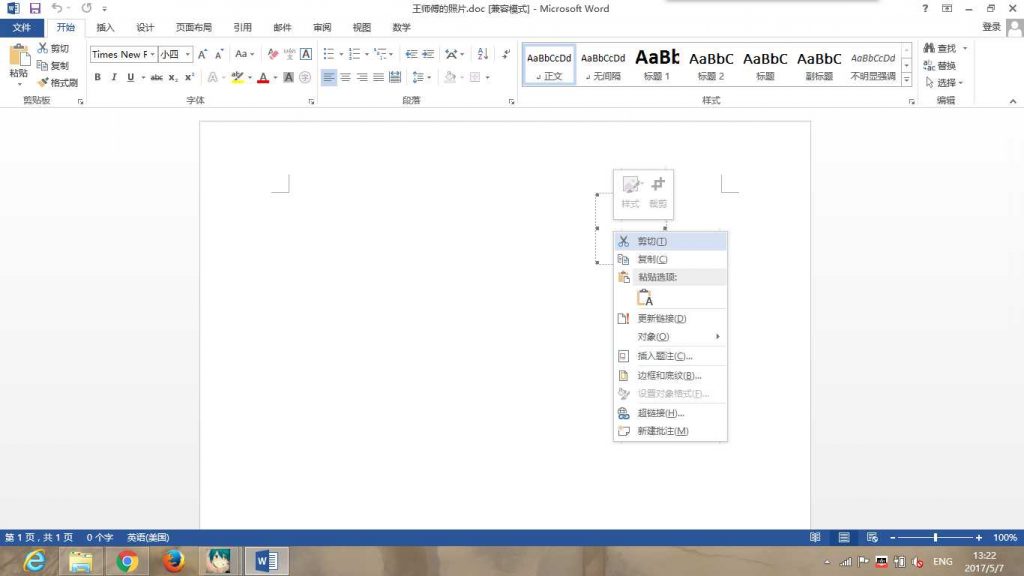 王师傅的照片.doc [兼容模式] - Microsoft Word
文件 开始 插入 设计 页面布局 引用 邮件 审阅 视图 数学 登录
粘贴 剪切 复制 格式刷
Times New F 小四 Aa
B I U abc X₂ X² A
AaBbCcDd AaBbCcDd AaBb AaBbC AaBbC AaBbC AaBbCcDd
正文 无间隔 标题 1 标题 2 标题 副标题 不明显强调
查找 替换 选择
剪贴板 字体 段落 样式 编辑
样式 裁剪
剪切(T)
复制(C)
粘贴选项:
A
更新链接(D)
对象(O)
插入题注(C)...
边框和底纹(B)...
设置对象格式(F)...
超链接(H)...
新建批注(M)
第 1 页，共 1 页 0 个字 英语(美国) 100%
ENG 13:22
2017/5/7